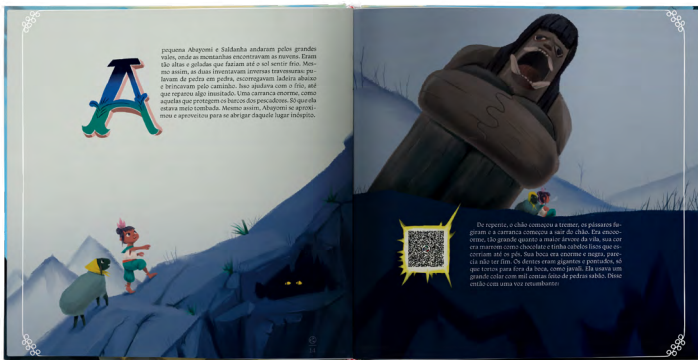 A
pequena Abayomi e Saldanha andaram pelos grandes
vales, onde as montanhas encontravam as nuvens. Eram
tão altas e geladas que faziam até o sol sentir frio. Mes-
mo assim, as duas inventavam inversas travessuras: pu-
lavam de pedra em pedra, escorregavam ladeira abaixo
e brincavam pelo caminho. Isso ajudava com o frio, até
que reparou algo inusitado. Uma carranca enorme, como
aquelas que protegem os barcos dos pescadores. Só que ela
estava meio tombada. Mesmo assim, Abayomi se aproxi-
mou e aproveitou para se abrigar daquele lugar inóspito.
De repente, o chão começou a tremer, os pássaros fu-
giram e a carranca começou a sair do chão. Era enoor-
orme, tão grande quanto a maior árvore da vila, sua cor
era marrom como chocolate e tinha cabelos lisos que es-
corriam até os pés. Sua boca era enorme e negra, pare-
cia não ter fim. Os dentes eram gigantes e pontudos, só
que tortos para fora da boca, como javali. Ela usava um
grande colar com mil contas feito de pedras sabão. Disse
então com uma voz retumbante: